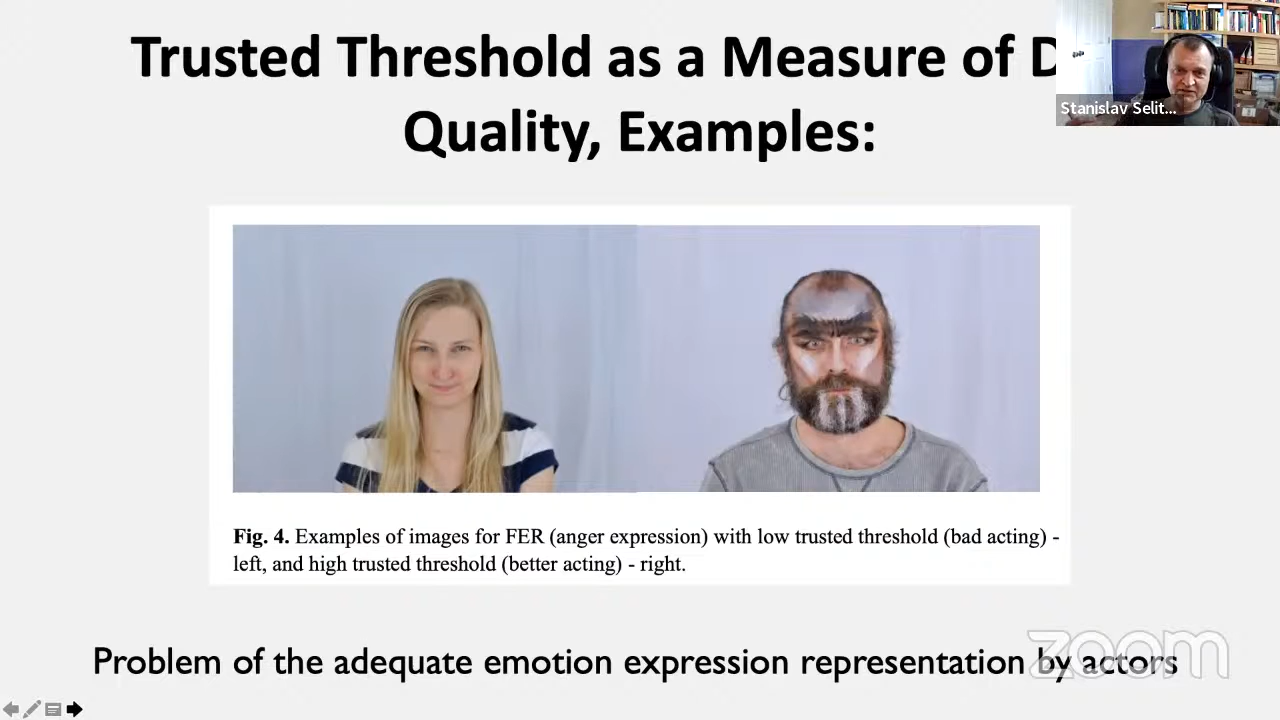 Trusted Threshold as a Measure of D
Quality, Examples:
Stanislav Selit...
Fig. 4. Examples of images for FER (anger expression) with low trusted threshold (bad acting) -
left, and high trusted threshold (better acting) - right.
Problem of the adequate emotion expression representation by actors
zoom